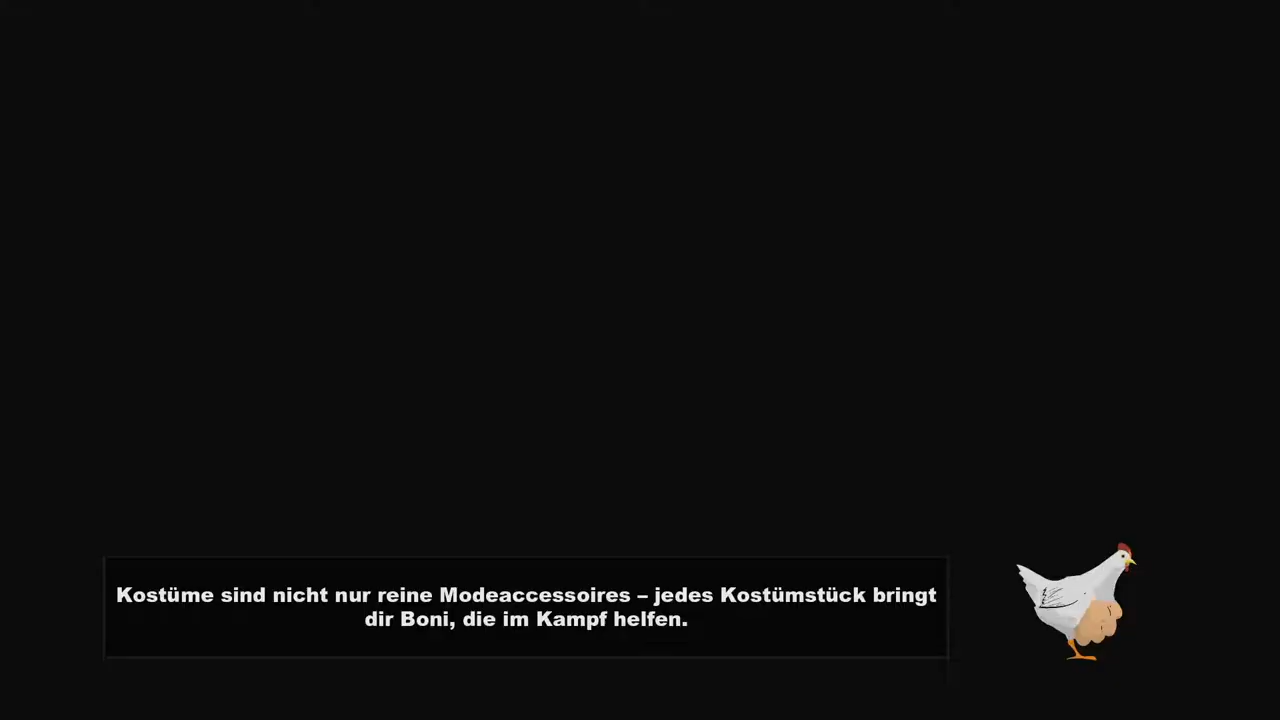 Kostüme sind nicht nur reine Modeaccessoires – jedes Kostümstück bringt
dir Boni, die im Kampf helfen.